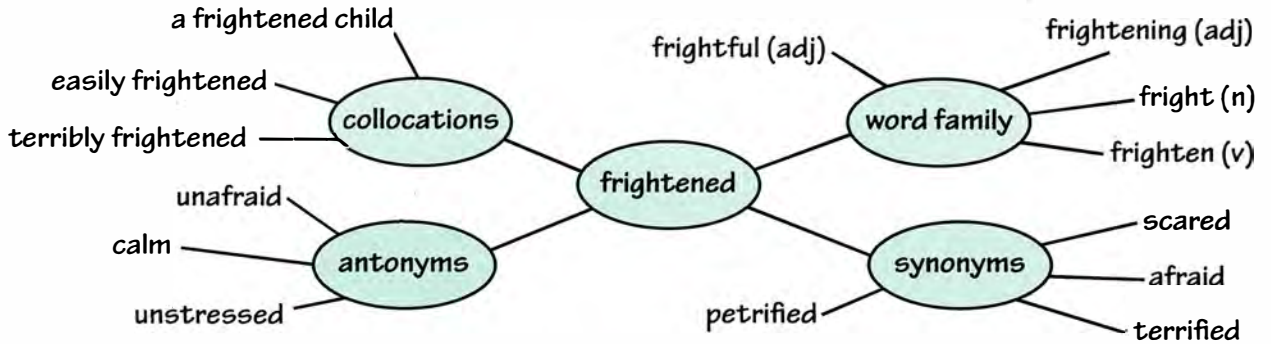 a frightened child
easily frightened
terribly frightened
collocations
frightful (adj)
frightening (adj)
fright (n)
frighten (v)
word family
frightened
unafraid
calm
unstressed
antonyms
synonyms
scared
afraid
terrified
petrified